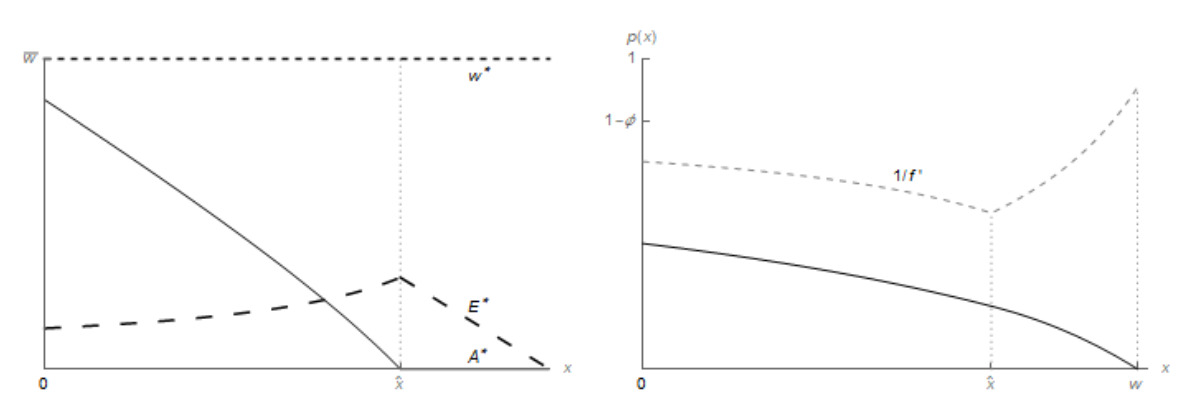 w̅
w*
E*
A*
x
0
x̂
p(x)
1
1-ϕ
1/f'
x
0
x̂
w